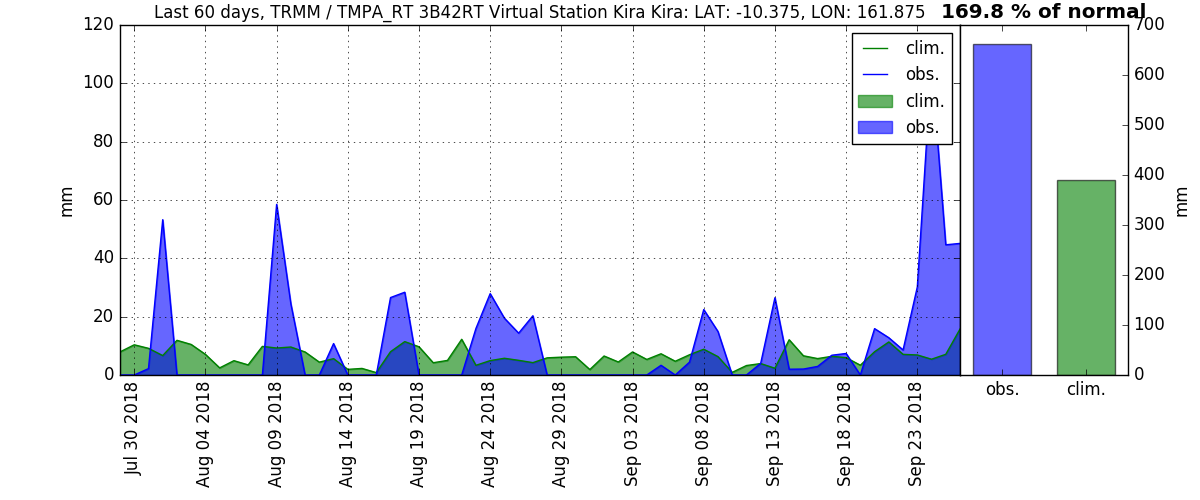 Last 60 days, TRMM / TMPA_RT 3B42RT Virtual Station Kira Kira: LAT: -10.375, LON: 161.875
169.8 % of normal
120
100
80
60
40
20
0
mm
clim.
obs.
clim.
obs.
Jul 30 2018
Aug 04 2018
Aug 09 2018
Aug 14 2018
Aug 19 2018
Aug 24 2018
Aug 29 2018
Sep 03 2018
Sep 08 2018
Sep 13 2018
Sep 18 2018
Sep 23 2018
700
600
500
400
300
200
100
0
mm
obs.
clim.